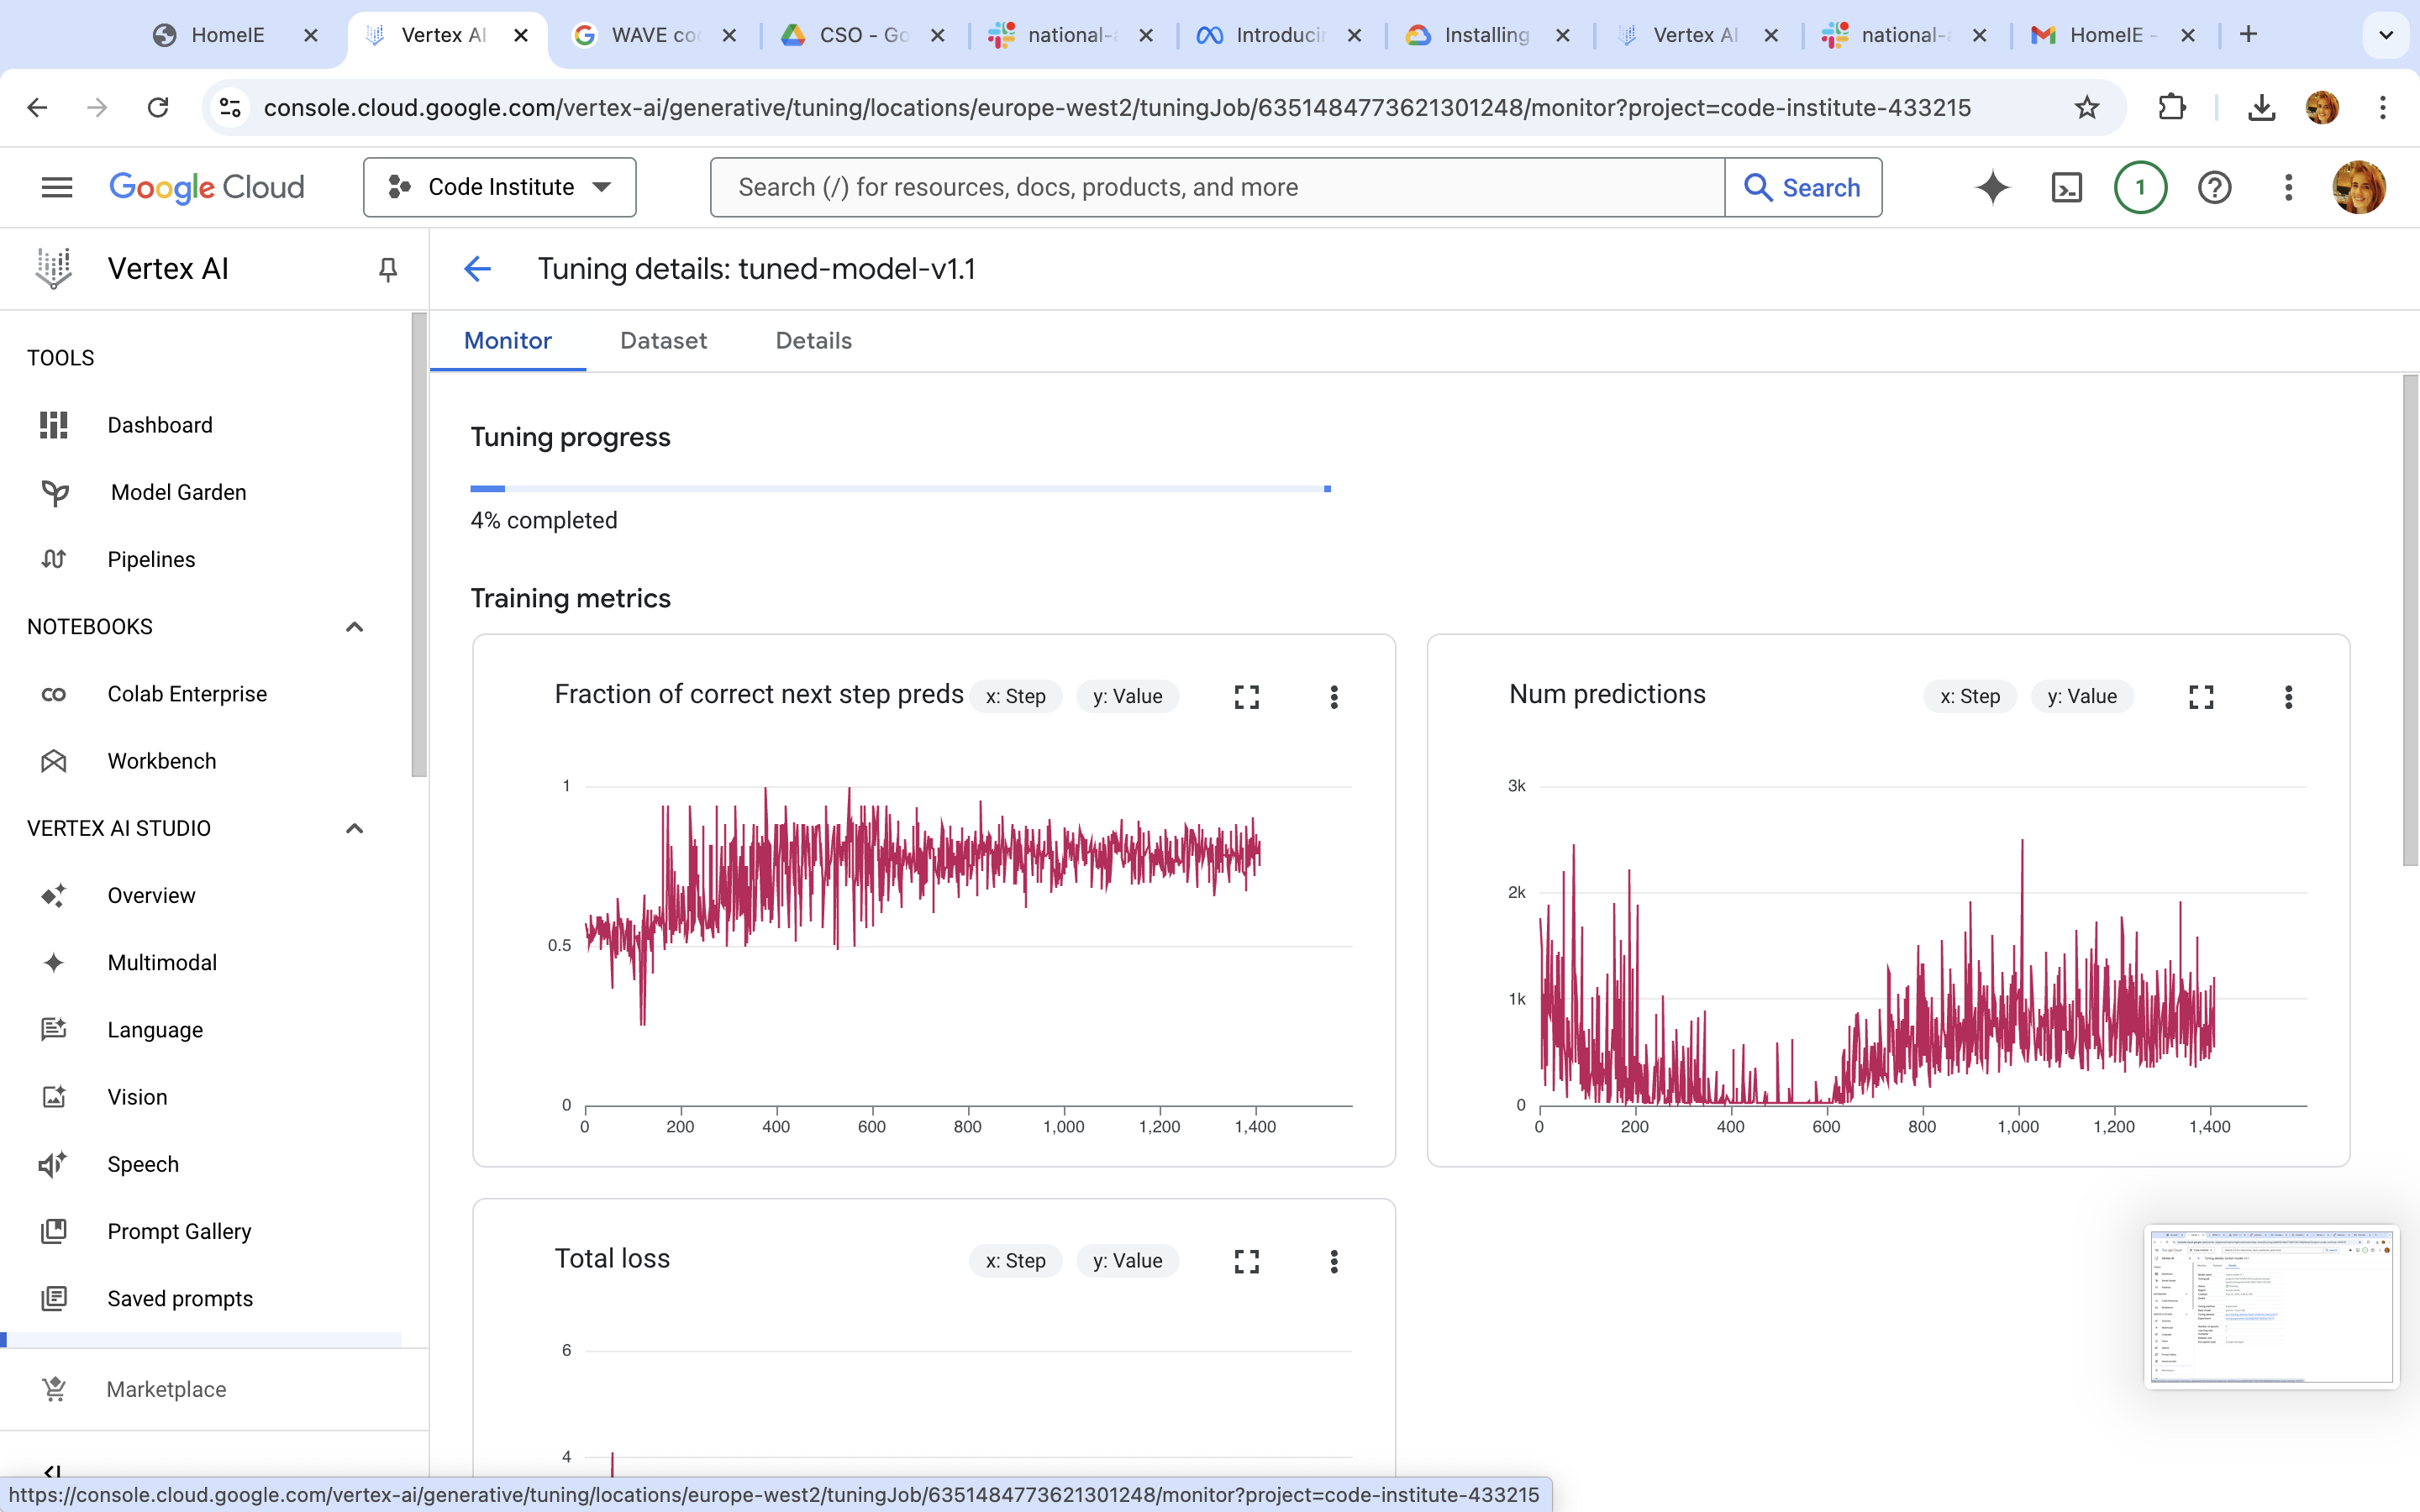 HomeIE
Vertex AI
WAVE co
CSO - Go
national-a
Introducin
Installing
Vertex AI
national-a
HomeIE -
console.cloud.google.com/vertex-ai/generative/tuning/locations/europe-west2/tuningJob/6351484773621301248/monitor?project=code-institute-433215
Google Cloud
Code Institute
Search (/) for resources, docs, products, and more
Search
1
Vertex AI
Tuning details: tuned-model-v1.1
Monitor
Dataset
Details
TOOLS
Dashboard
Model Garden
Pipelines
NOTEBOOKS
Colab Enterprise
Workbench
VERTEX AI STUDIO
Overview
Multimodal
Language
Vision
Speech
Prompt Gallery
Saved prompts
Marketplace
Tuning progress
4% completed
Training metrics
Fraction of correct next step preds
x: Step
y: Value
1
0.5
0
0 200 400 600 800 1,000 1,200 1,400
Num predictions
x: Step
y: Value
3k
2k
1k
0
0 200 400 600 800 1,000 1,200 1,400
Total loss
x: Step
y: Value
6
4
https://console.cloud.google.com/vertex-ai/generative/tuning/locations/europe-west2/tuningJob/6351484773621301248/monitor?project=code-institute-433215